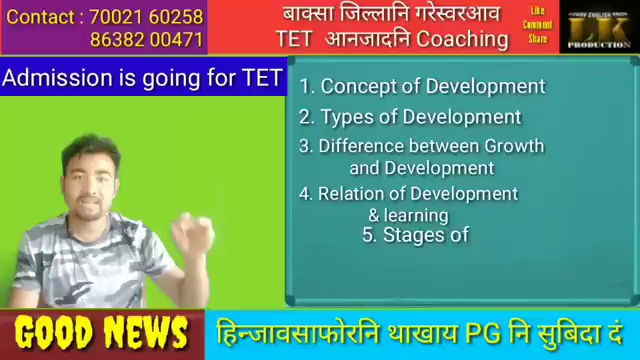 Contact : 70021 60258
86382 00471
बाक्सा जिल्लानि गरेस्वरआव
TET आनजादनि Coaching
Like
Comment
Share
LK
PRODUCTION
Admission is going for TET
1. Concept of Development
2. Types of Development
3. Difference between Growth
and Development
4. Relation of Development
& learning
5. Stages of
GOOD NEWS
हिन्जावसाफोरनि थाखाय PG नि सुबिदा दं